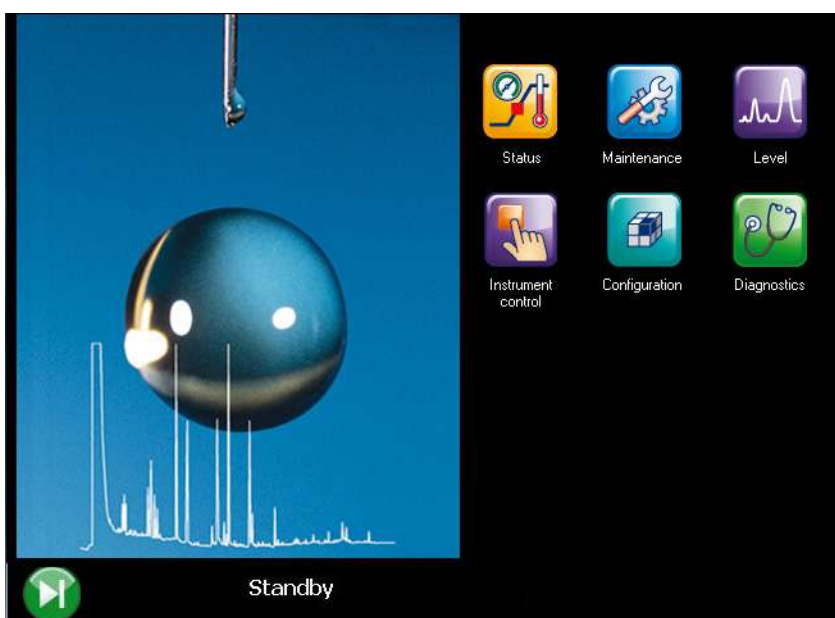 Status
Maintenance
Level
Instrument
control
Configuration
Diagnostics
Standby